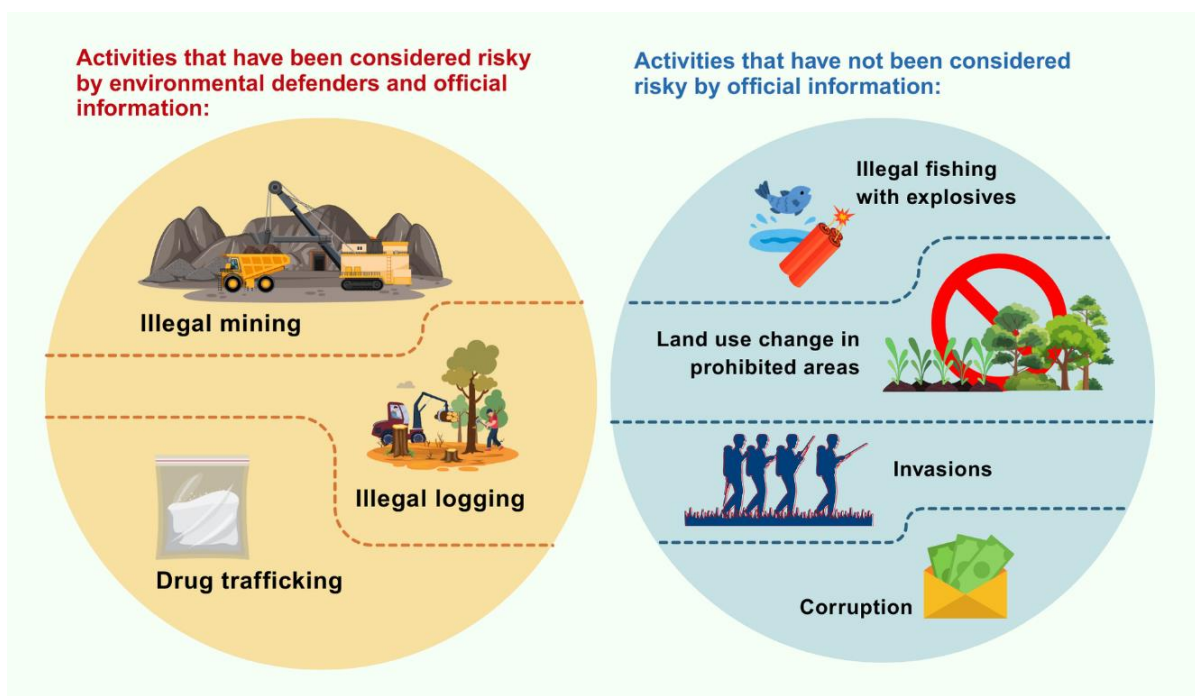 Activities that have been considered risky
by environmental defenders and official
information:
Illegal mining
Illegal logging
Drug trafficking
Activities that have not been considered
risky by official information:
Illegal fishing
with explosives
Land use change in
prohibited areas
Invasions
Corruption